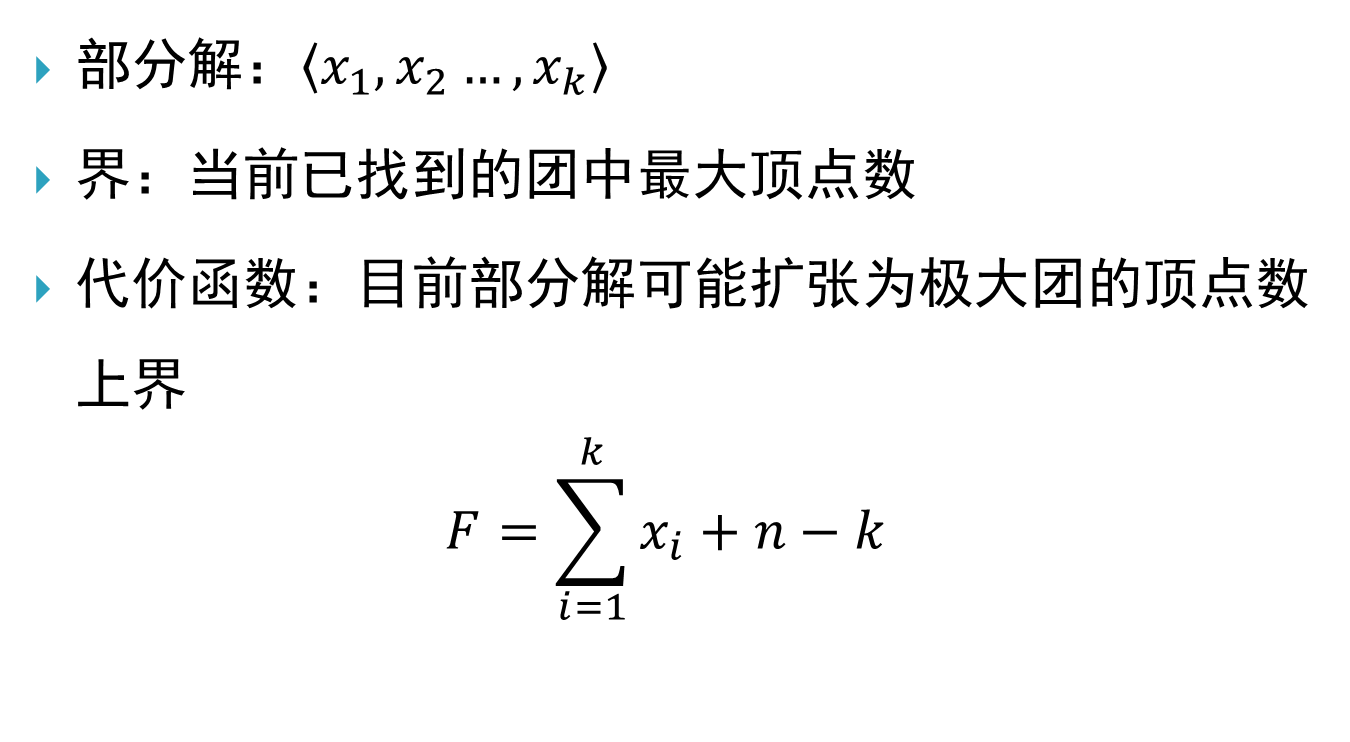 部分解：⟨x₁, x₂ …, xₖ⟩
界：当前已找到的团中最大顶点数
代价函数：目前部分解可能扩张为极大团的顶点数
上界
F = ∑_{i=1}^{k} xᵢ + n − k